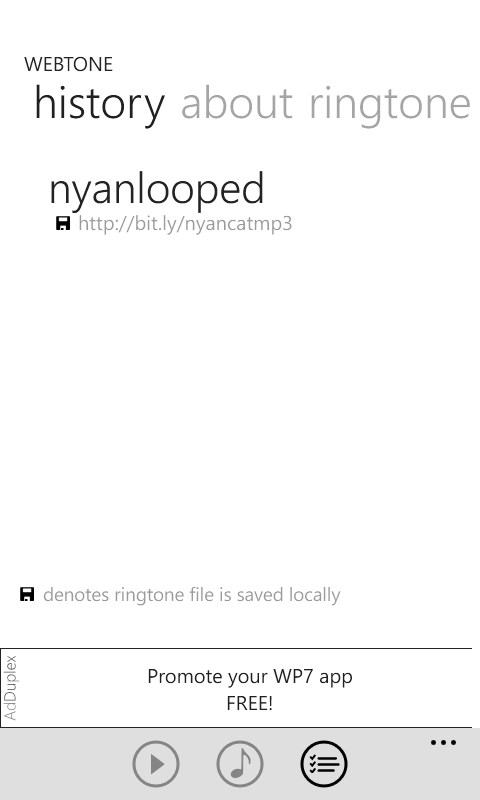 WEBTONE
history about ringtone
nyanlooped
http://bit.ly/nyancatmp3
denotes ringtone file is saved locally
AdDuplex
Promote your WP7 app
FREE!